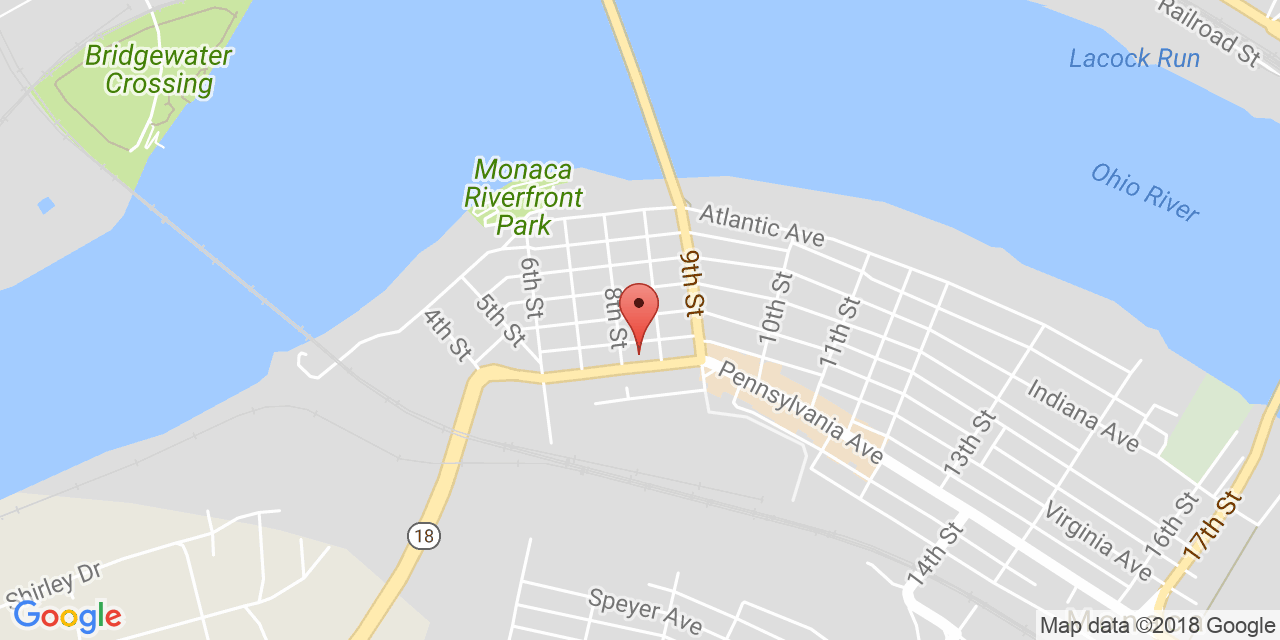 Railroad St
Bridgewater
Crossing
Lacock Run
Monaca
Riverfront
Park
Ohio River
Atlantic Ave
9th St
6th St
8th St
5th St
4th St
10th St
11th St
Pennsylvania Ave
Indiana Ave
13th St
18
Virginia Ave
16th St
17th St
14th St
Shirley Dr
Speyer Ave
Google
Map data ©2018 Google